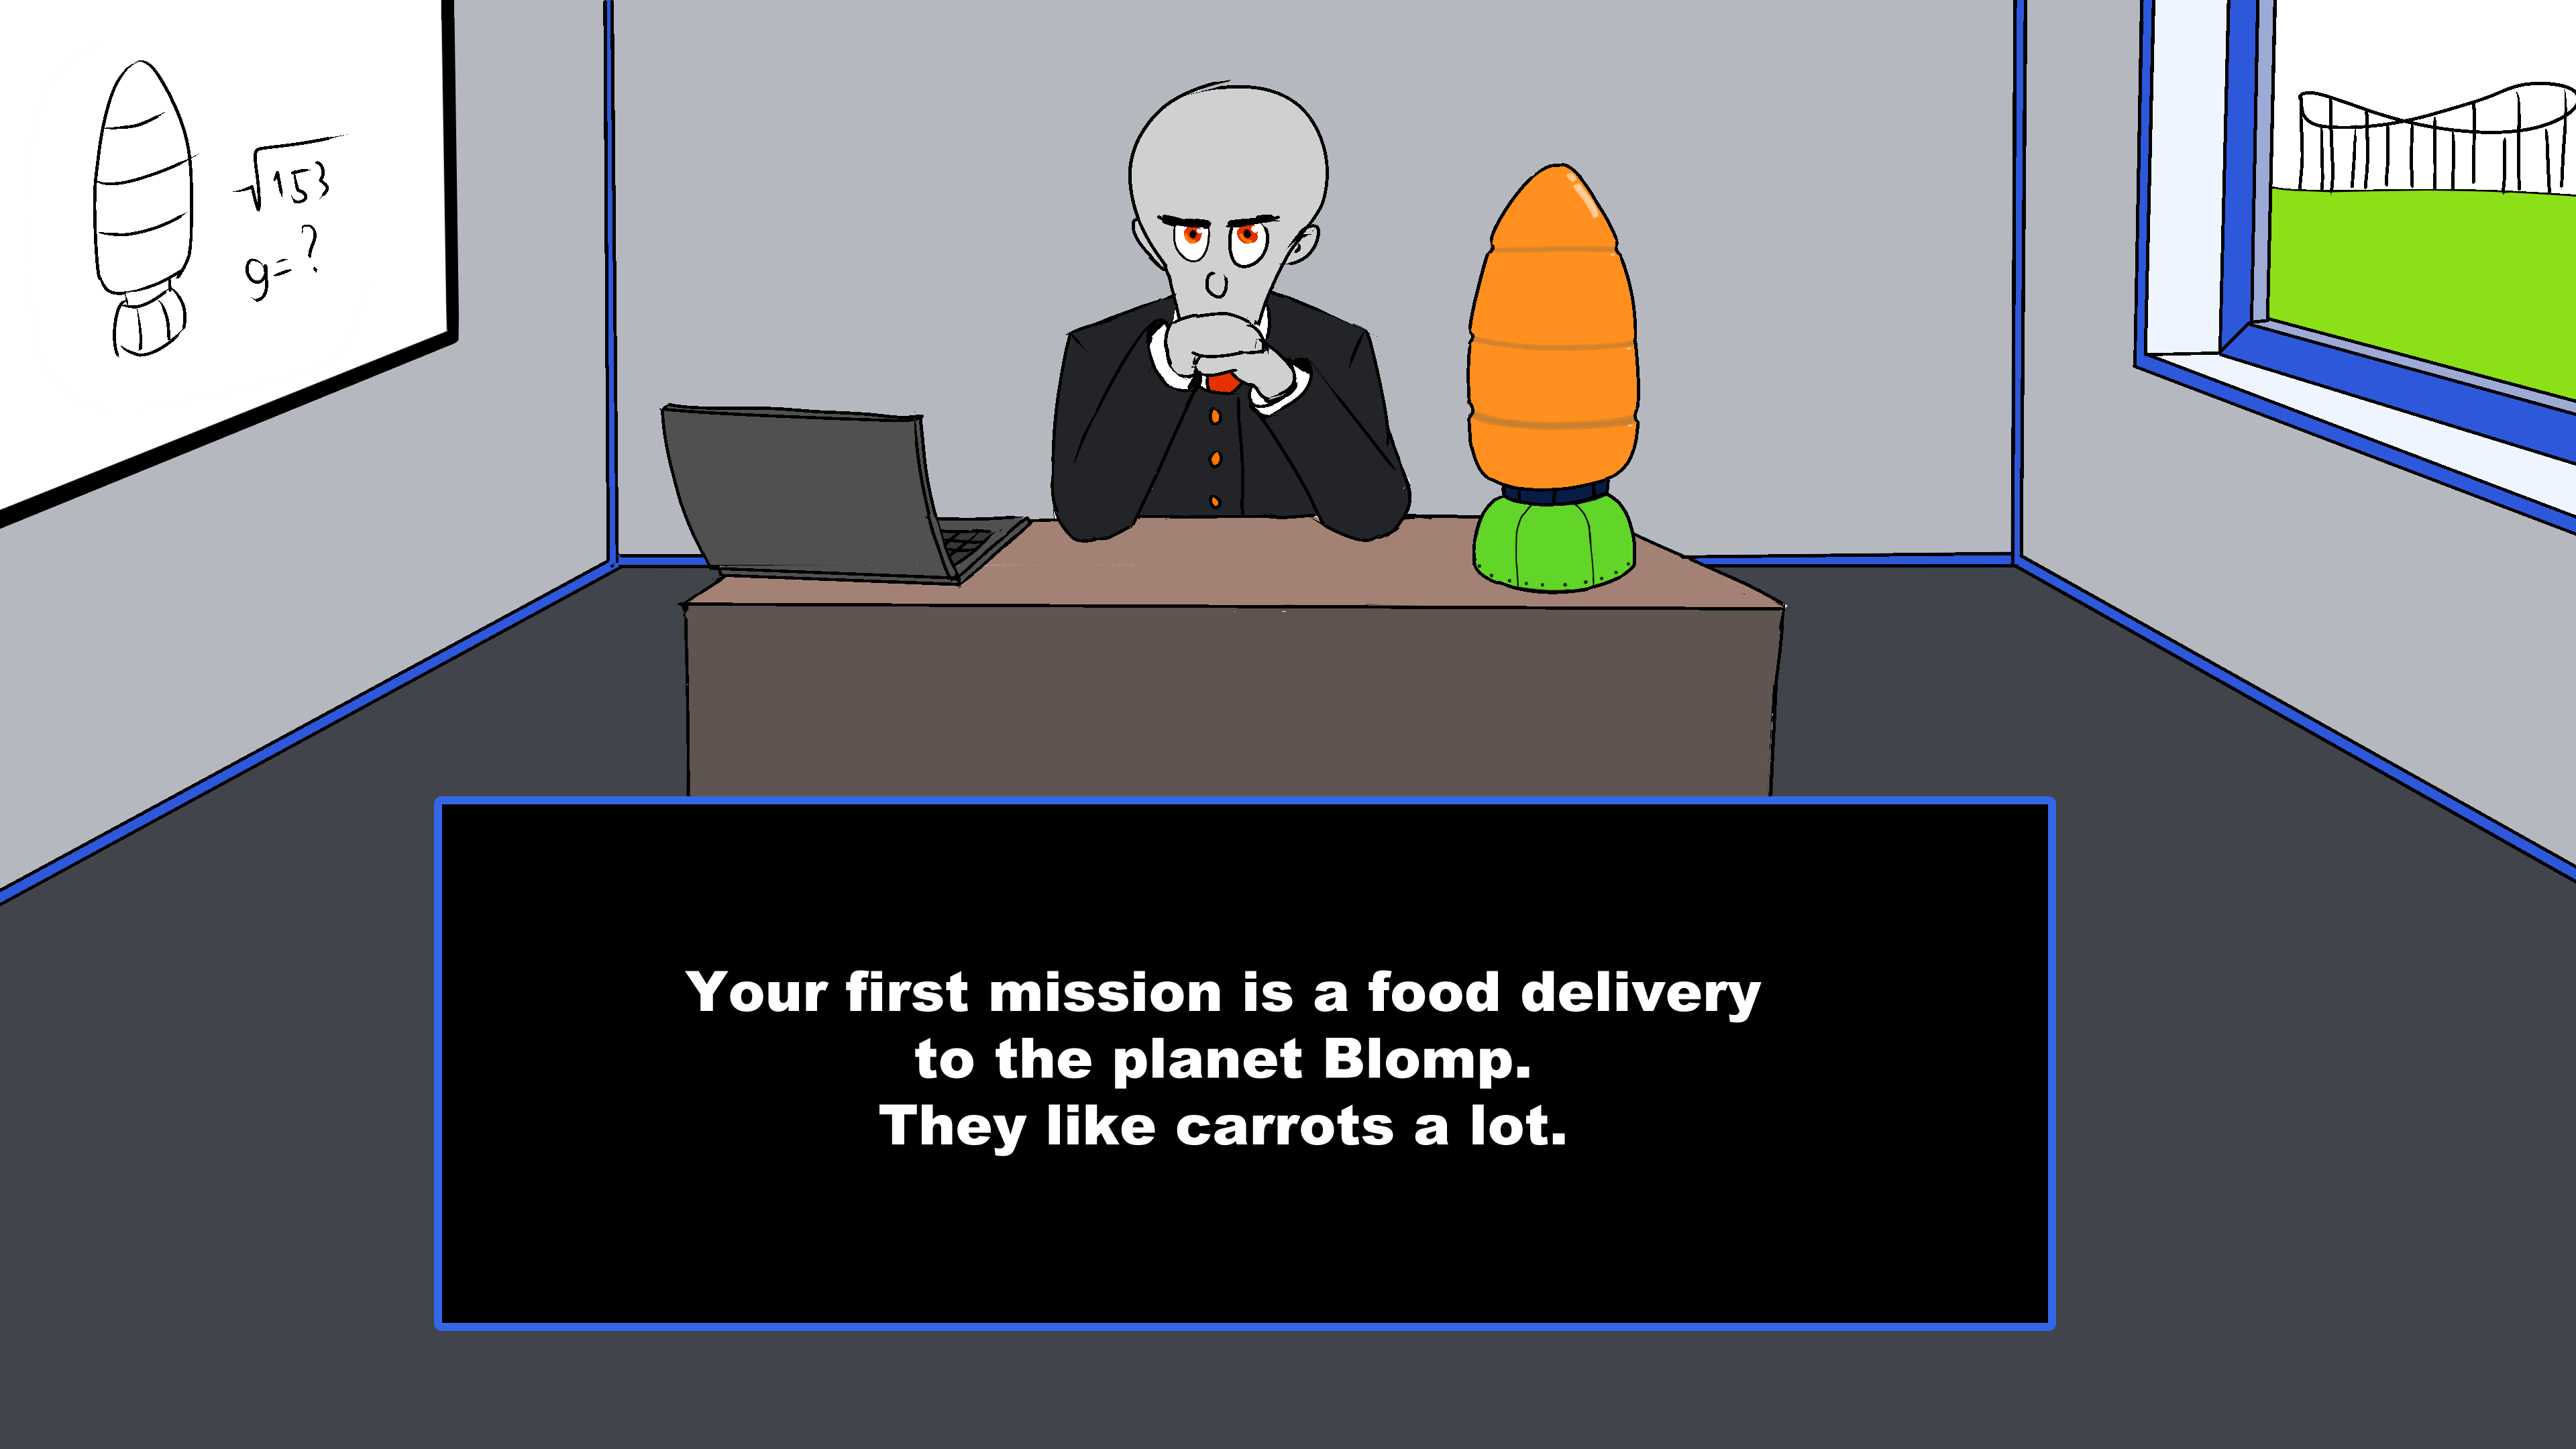 √153
g=?
Your first mission is a food delivery
to the planet Blomp.
They like carrots a lot.